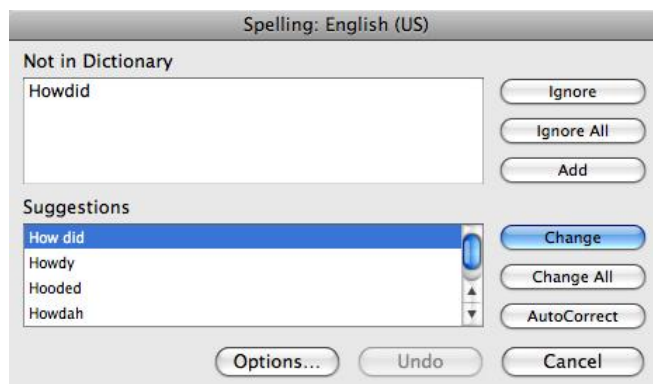 Spelling: English (US)
Not in Dictionary
Howdid
Ignore
Ignore All
Add
Suggestions
How did
Howdy
Hooded
Howdah
Change
Change All
AutoCorrect
Options...
Undo
Cancel